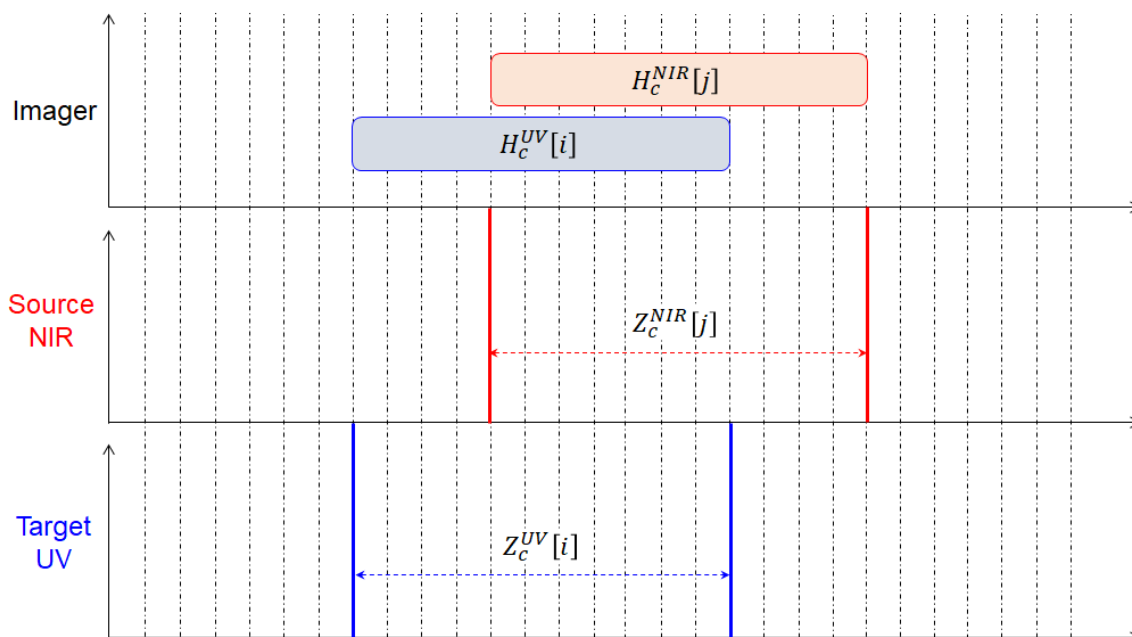 H_c^{NIR}[j]
Imager
H_c^{UV}[i]
Source
NIR
Z_c^{NIR}[j]
Target
UV
Z_c^{UV}[i]